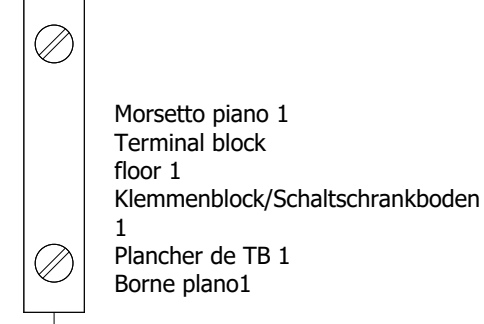 Morsetto piano 1
Terminal block
floor 1
Klemmenblock/Schaltschrankboden
1
Plancher de TB 1
Borne plano1